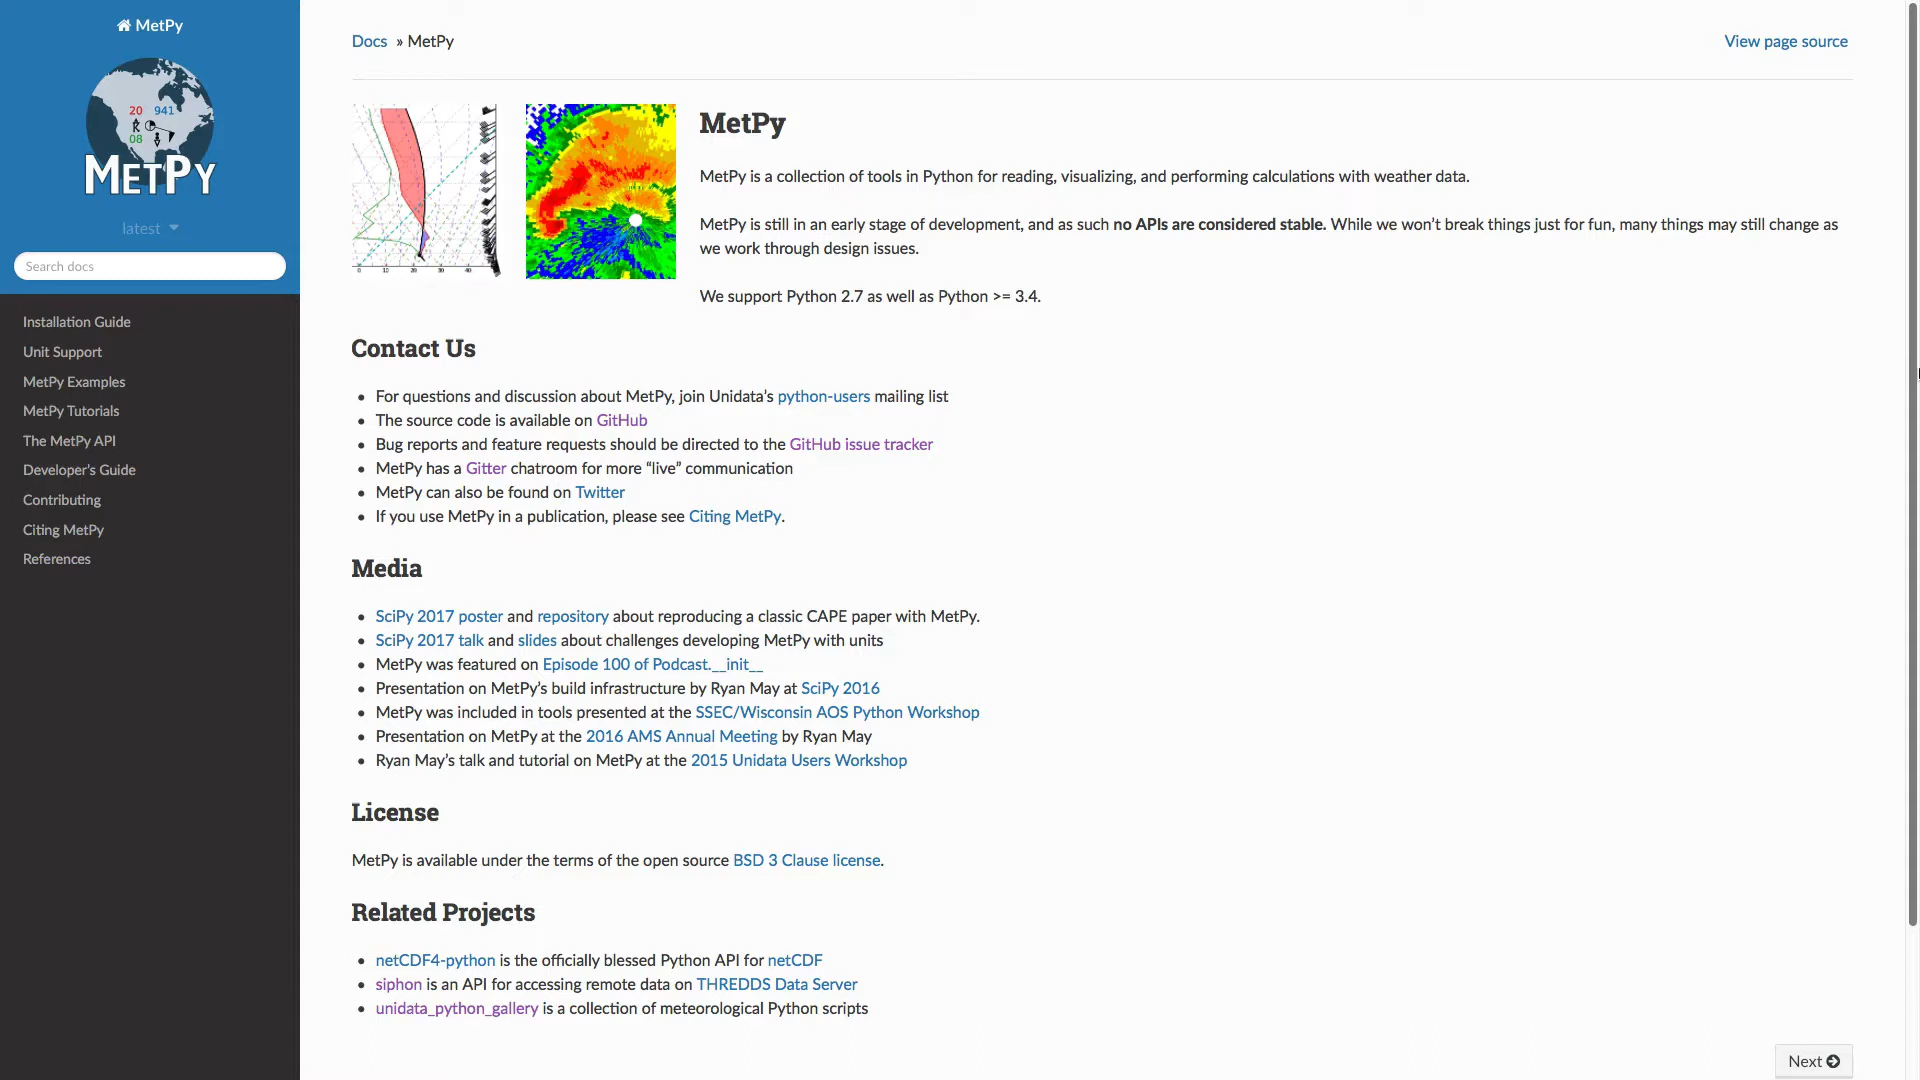 MetPy
20 941
08
METPY
latest
Search docs
Installation Guide
Unit Support
MetPy Examples
MetPy Tutorials
The MetPy API
Developer's Guide
Contributing
Citing MetPy
References
Docs » MetPy
View page source
0 10 20 30 40
MetPy
MetPy is a collection of tools in Python for reading, visualizing, and performing calculations with weather data.
MetPy is still in an early stage of development, and as such no APIs are considered stable. While we won’t break things just for fun, many things may still change as
we work through design issues.
We support Python 2.7 as well as Python >= 3.4.
Contact Us
• For questions and discussion about MetPy, join Unidata’s python-users mailing list
• The source code is available on GitHub
• Bug reports and feature requests should be directed to the GitHub issue tracker
• MetPy has a Gitter chatroom for more “live” communication
• MetPy can also be found on Twitter
• If you use MetPy in a publication, please see Citing MetPy.
Media
• SciPy 2017 poster and repository about reproducing a classic CAPE paper with MetPy.
• SciPy 2017 talk and slides about challenges developing MetPy with units
• MetPy was featured on Episode 100 of Podcast.__init__
• Presentation on MetPy’s build infrastructure by Ryan May at SciPy 2016
• MetPy was included in tools presented at the SSEC/Wisconsin AOS Python Workshop
• Presentation on MetPy at the 2016 AMS Annual Meeting by Ryan May
• Ryan May’s talk and tutorial on MetPy at the 2015 Unidata Users Workshop
License
MetPy is available under the terms of the open source BSD 3 Clause license.
Related Projects
• netCDF4-python is the officially blessed Python API for netCDF
• siphon is an API for accessing remote data on THREDDS Data Server
• unidata_python_gallery is a collection of meteorological Python scripts
Next